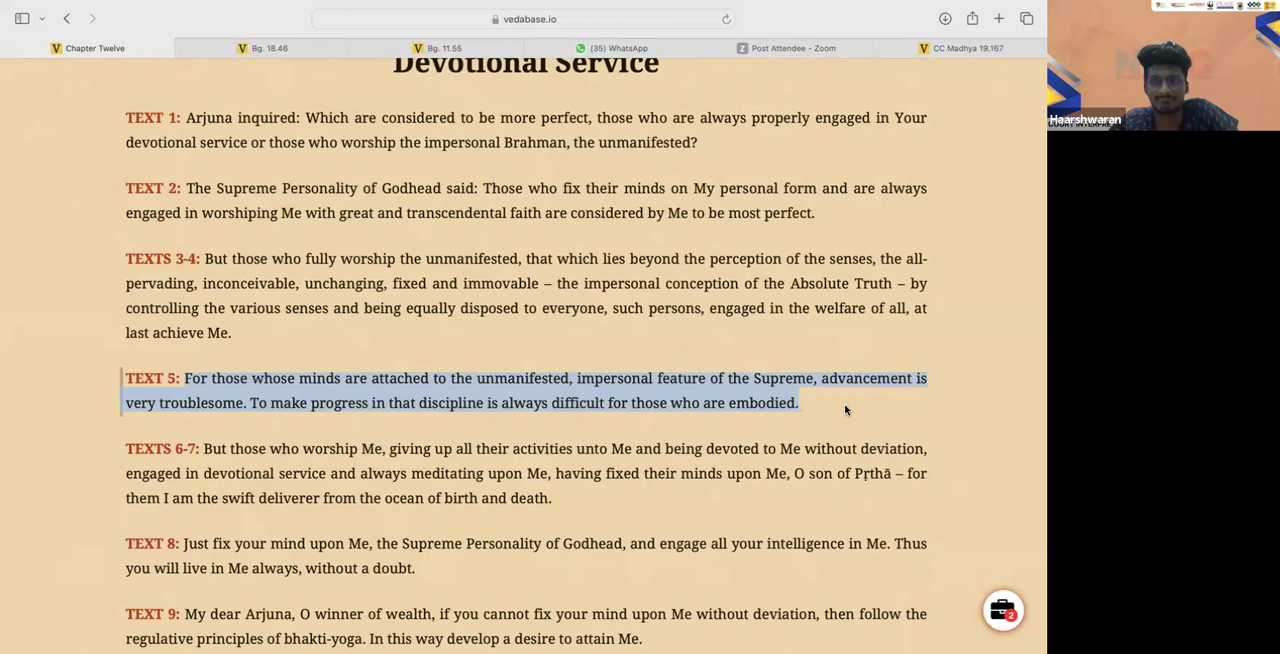 vedabase.io
Chapter Twelve
Bg. 18.46
Bg. 11.55
(35) WhatsApp
Post Attendee - Zoom
CC Madhya 19.167
Devotional Service
TEXT 1: Arjuna inquired: Which are considered to be more perfect, those who are always properly engaged in Your
devotional service or those who worship the impersonal Brahman, the unmanifested?
TEXT 2: The Supreme Personality of Godhead said: Those who fix their minds on My personal form and are always
engaged in worshiping Me with great and transcendental faith are considered by Me to be most perfect.
TEXTS 3-4: But those who fully worship the unmanifested, that which lies beyond the perception of the senses, the all-
pervading, inconceivable, unchanging, fixed and immovable – the impersonal conception of the Absolute Truth – by
controlling the various senses and being equally disposed to everyone, such persons, engaged in the welfare of all, at
last achieve Me.
TEXT 5: For those whose minds are attached to the unmanifested, impersonal feature of the Supreme, advancement is
very troublesome. To make progress in that discipline is always difficult for those who are embodied.
TEXTS 6-7: But those who worship Me, giving up all their activities unto Me and being devoted to Me without deviation,
engaged in devotional service and always meditating upon Me, having fixed their minds upon Me, O son of Pṛthā – for
them I am the swift deliverer from the ocean of birth and death.
TEXT 8: Just fix your mind upon Me, the Supreme Personality of Godhead, and engage all your intelligence in Me. Thus
you will live in Me always, without a doubt.
TEXT 9: My dear Arjuna, O winner of wealth, if you cannot fix your mind upon Me without deviation, then follow the
regulative principles of bhakti-yoga. In this way develop a desire to attain Me.
2
Haarshwaran